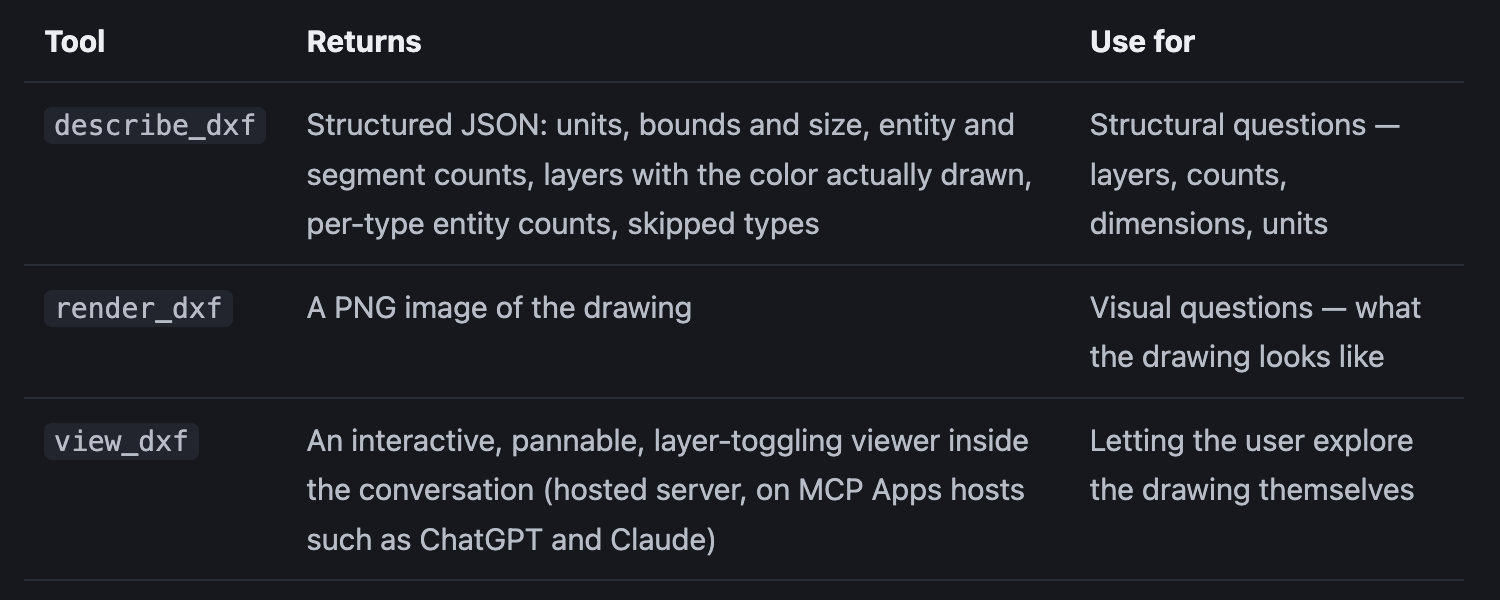 Tool Returns Use for
describe_dxf Structured JSON: units, bounds and size, entity and Structural questions —
segment counts, layers with the color actually drawn, layers, counts,
per-type entity counts, skipped types dimensions, units
render_dxf A PNG image of the drawing Visual questions — what
the drawing looks like
view_dxf An interactive, pannable, layer-toggling viewer inside Letting the user explore
the conversation (hosted server, on MCP Apps hosts the drawing themselves
such as ChatGPT and Claude)